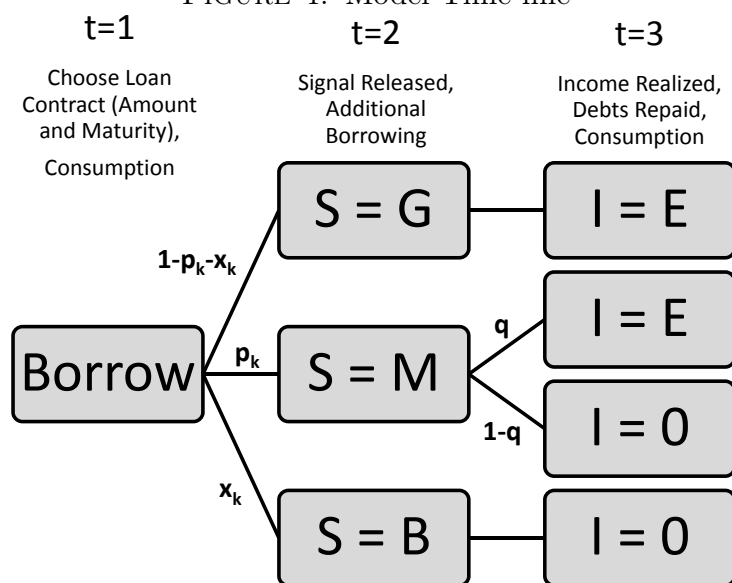 FIGURE 4. Model Time line
t=1
t=2
t=3
Choose Loan
Contract (Amount
and Maturity),
Consumption
Signal Released,
Additional
Borrowing
Income Realized,
Debts Repaid,
Consumption
S = G
I = E
1-pk-xk
Borrow
pk
S = M
q
I = E
1-q
I = 0
xk
S = B
I = 0